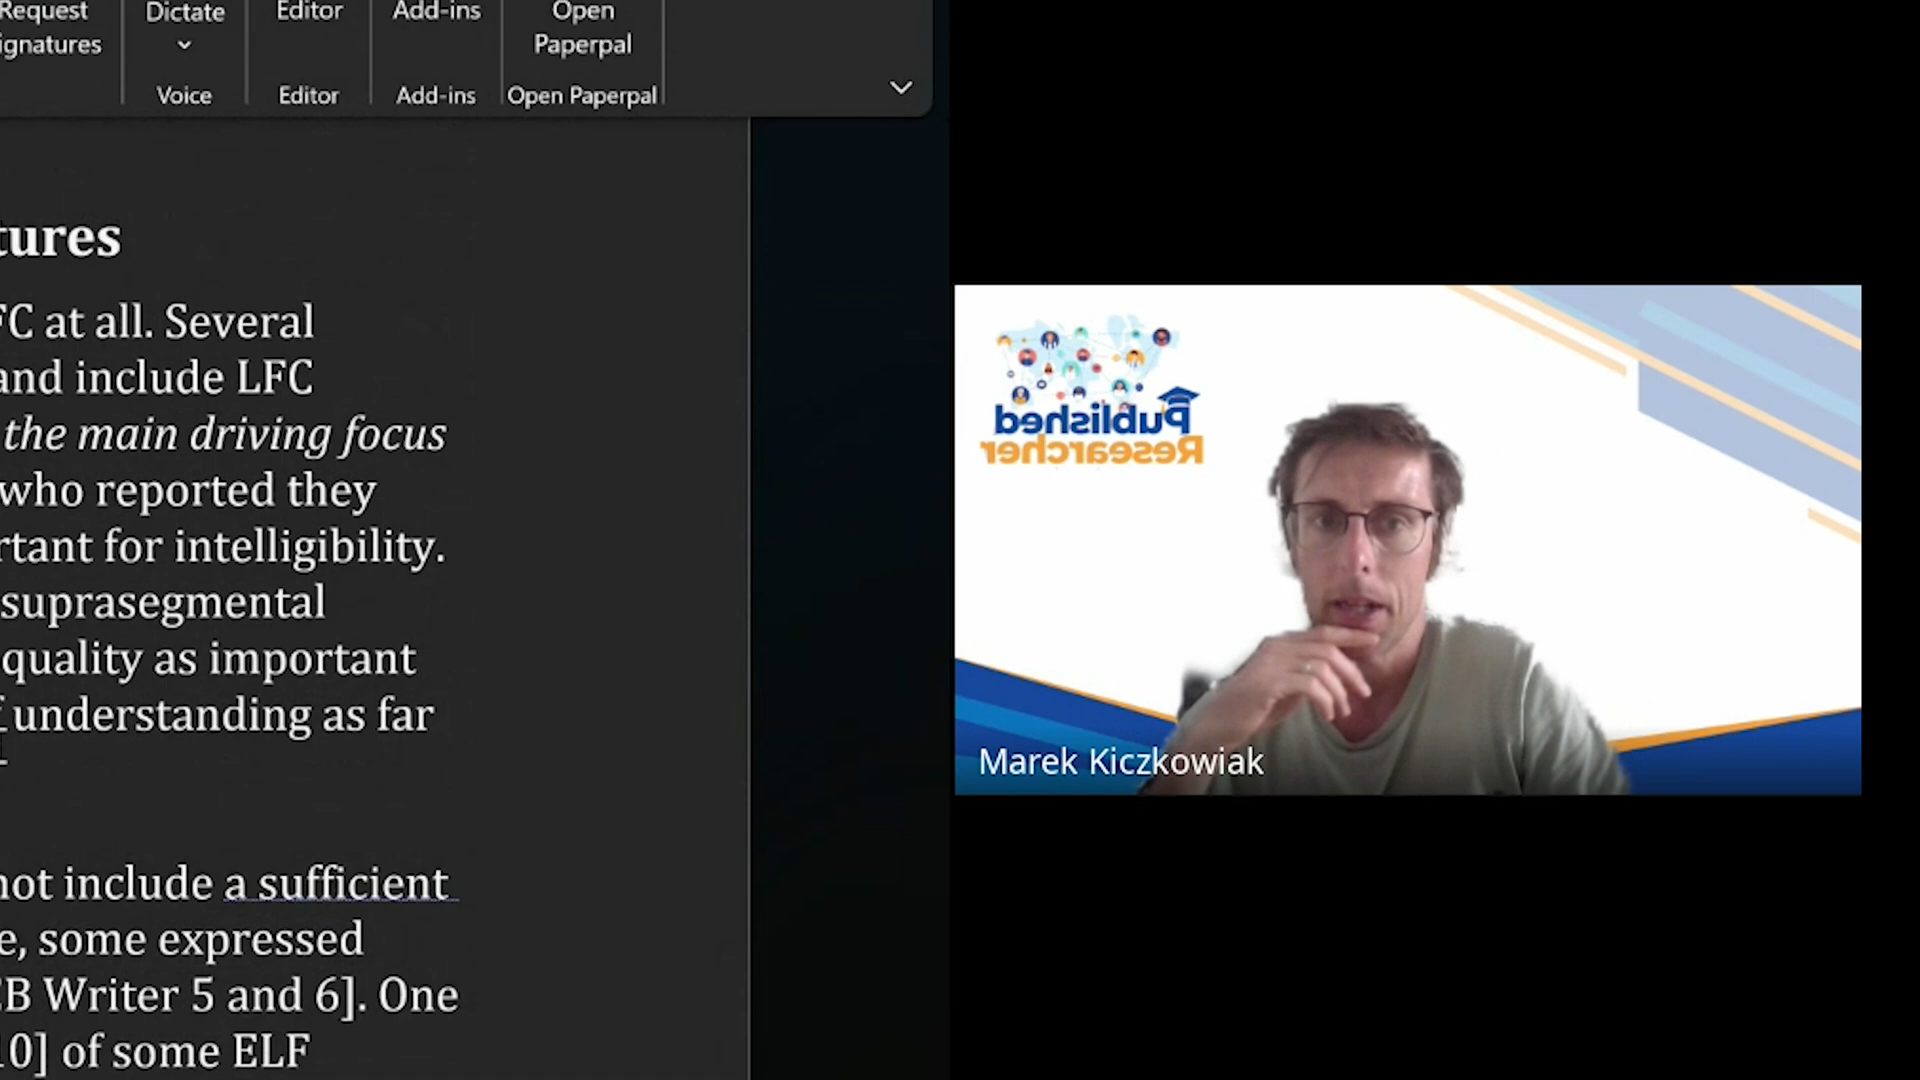 Request
ignatures
Dictate
Editor
Add-ins
Open
Paperpal
Voice
Editor
Add-ins
Open Paperpal
tures
FC at all. Several
and include LFC
the main driving focus
who reported they
rtant for intelligibility.
suprasegmental
quality as important
f understanding as far
not include a sufficient
e, some expressed
CB Writer 5 and 6]. One
10] of some ELF
Published
Researcher
Marek Kiczkowiak